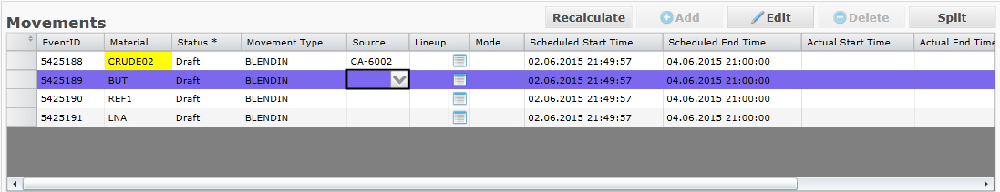 Movements
Recalculate Add Edit Delete Split
EventID Material Status * Movement Type Source Lineup Mode Scheduled Start Time Scheduled End Time Actual Start Time Actual End Time
5425188 CRUDE02 Draft BLENDIN CA-6002 02.06.2015 21:49:57 04.06.2015 21:00:00
5425189 BUT Draft BLENDIN 02.06.2015 21:49:57 04.06.2015 21:00:00
5425190 REF1 Draft BLENDIN 02.06.2015 21:49:57 04.06.2015 21:00:00
5425191 LNA Draft BLENDIN 02.06.2015 21:49:57 04.06.2015 21:00:00